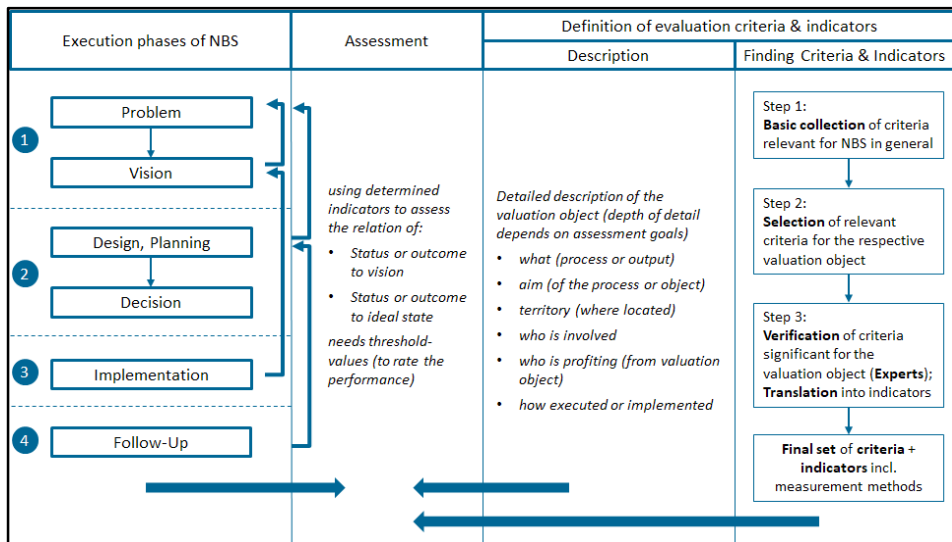 Execution phases of NBS
Assessment
Definition of evaluation criteria & indicators
Description
Finding Criteria & Indicators
1
Problem
Vision
2
Design, Planning
Decision
3
Implementation
4
Follow-Up
using determined
indicators to assess
the relation of:
• Status or outcome
to vision
• Status or outcome
to ideal state
needs threshold-
values (to rate the
performance)
Detailed description of the
valuation object (depth of detail
depends on assessment goals)
• what (process or output)
• aim (of the process or object)
• territory (where located)
• who is involved
• who is profiting (from valuation
object)
• how executed or implemented
Step 1:
Basic collection of criteria
relevant for NBS in general
Step 2:
Selection of relevant
criteria for the respective
valuation object
Step 3:
Verification of criteria
significant for the
valuation object (Experts);
Translation into indicators
Final set of criteria +
indicators incl.
measurement methods